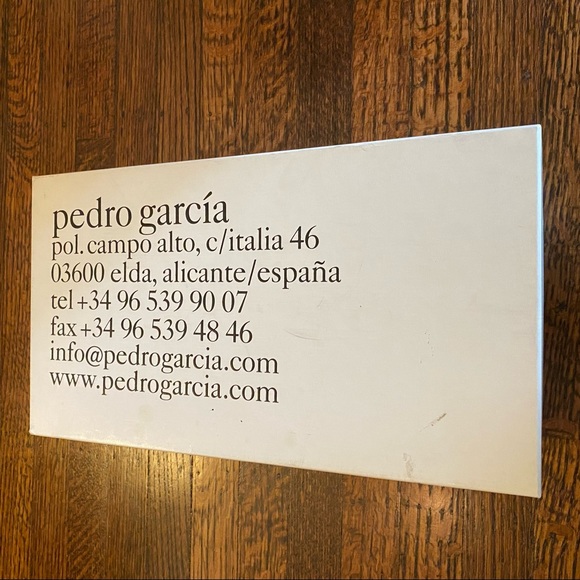 pedro garcía
pol. campo alto, c/italia 46
03600 elda, alicante/españa
tel +34 96 539 90 07
fax +34 96 539 48 46
info@pedrogarcia.com
www.pedrogarcia.com